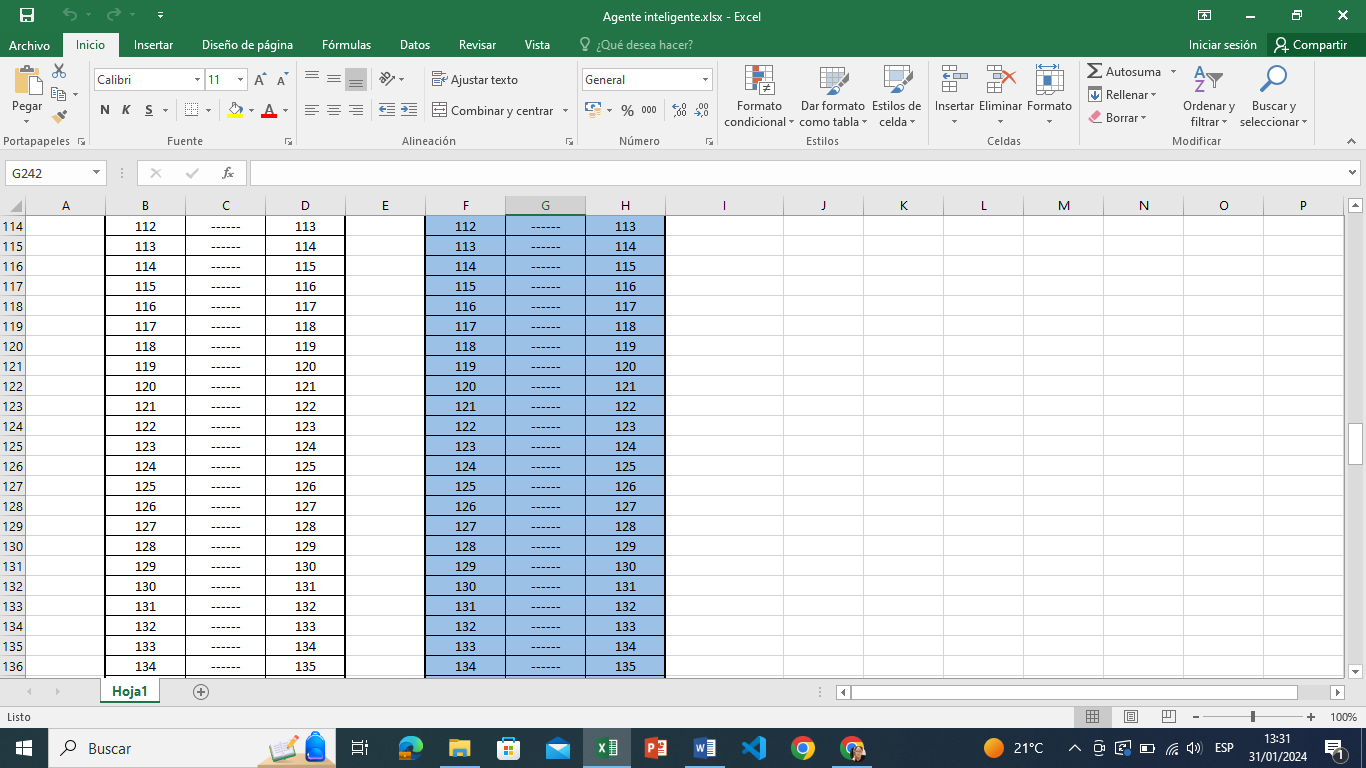 Agente inteligente.xlsx - Excel
Archivo Inicio Insertar Diseño de página Fórmulas Datos Revisar Vista ¿Qué desea hacer? Iniciar sesión Compartir
Pegar
Calibri 11
N K S
Ajustar texto
Combinar y centrar
General
% 000
Formato condicional
Dar formato como tabla
Estilos de celda
Insertar Eliminar Formato
Autosuma
Rellenar
Borrar
Ordenar y filtrar
Buscar y seleccionar
Portapapeles Fuente Alineación Número Estilos Celdas Modificar
G242 fx
A B C D E F G H I J K L M N O P
114 112 ------ 113 112 ------ 113
115 113 ------ 114 113 ------ 114
116 114 ------ 115 114 ------ 115
117 115 ------ 116 115 ------ 116
118 116 ------ 117 116 ------ 117
119 117 ------ 118 117 ------ 118
120 118 ------ 119 118 ------ 119
121 119 ------ 120 119 ------ 120
122 120 ------ 121 120 ------ 121
123 121 ------ 122 121 ------ 122
124 122 ------ 123 122 ------ 123
125 123 ------ 124 123 ------ 124
126 124 ------ 125 124 ------ 125
127 125 ------ 126 125 ------ 126
128 126 ------ 127 126 ------ 127
129 127 ------ 128 127 ------ 128
130 128 ------ 129 128 ------ 129
131 129 ------ 130 129 ------ 130
132 130 ------ 131 130 ------ 131
133 131 ------ 132 131 ------ 132
134 132 ------ 133 132 ------ 133
135 133 ------ 134 133 ------ 134
136 134 ------ 135 134 ------ 135
Hoja1
Listo 100%
Buscar 21°C ESP 13:31
31/01/2024 1